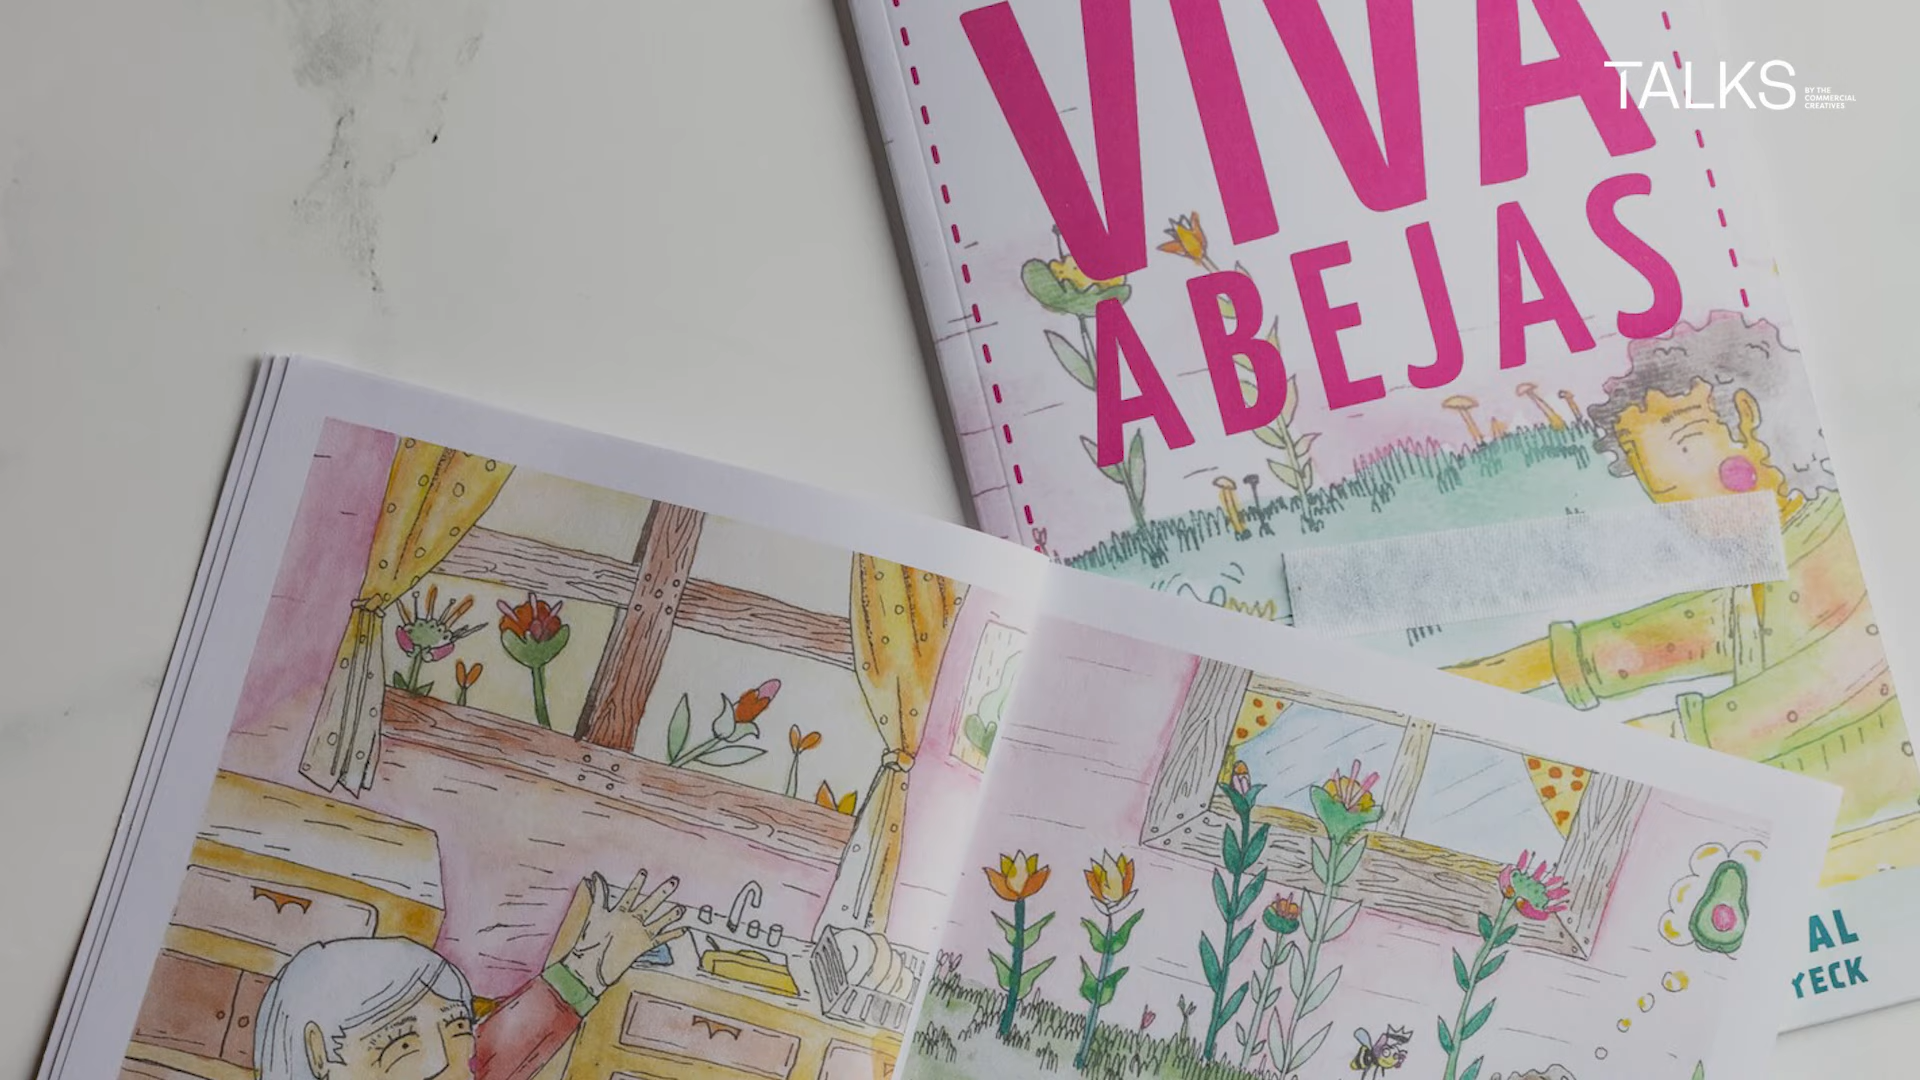 VIVA
ABEJAS
TALKS
BY THE
COMMERCIAL
CREATIVES
AL
YECK